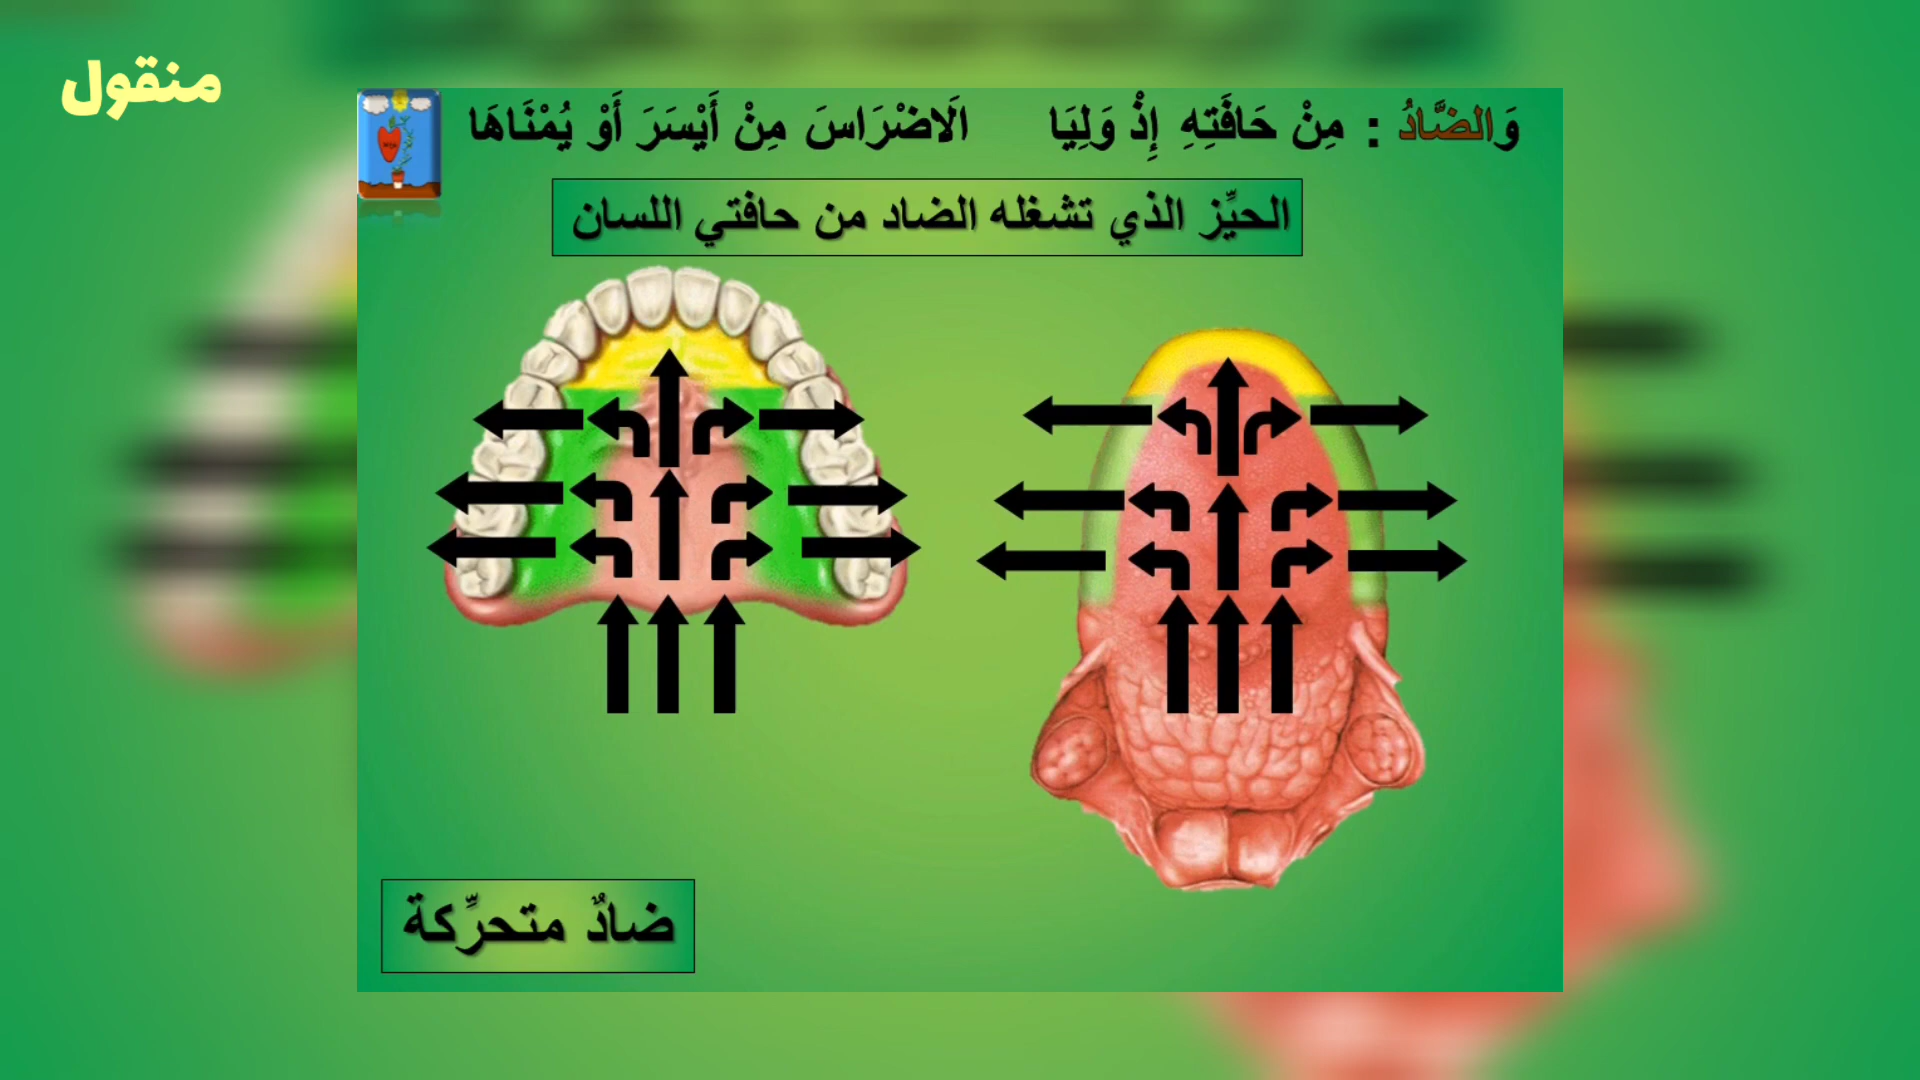 منقول
وَالضَّادُ : مِنْ حَافَتِهِ إِذْ وَلِيَا الَاضْرَاسَ مِنْ أَيْسَرَ أَوْ يُمْنَاهَا
الحيِّز الذي تشغله الضاد من حافتي اللسان
ضادٌ متحرِّكة